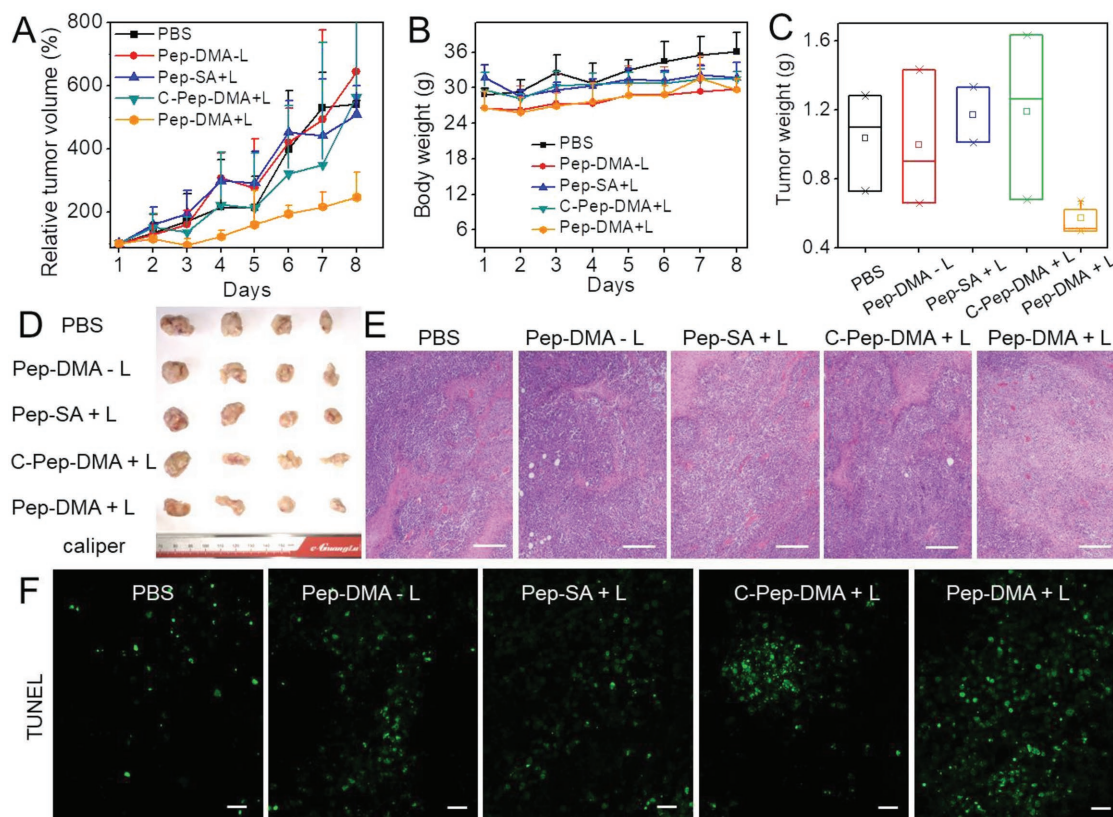 A
Relative tumor volume (%)
800
600
400
200
PBS
Pep-DMA-L
Pep-SA+L
C-Pep-DMA+L
Pep-DMA+L
1 2 3 4 5 6 7 8
Days
B
Body weight (g)
36
30
24
18
12
6
PBS
Pep-DMA-L
Pep-SA+L
C-Pep-DMA+L
Pep-DMA+L
1 2 3 4 5 6 7 8
Days
C
Tumor weight (g)
1.6
1.2
0.8
0.4
PBS
Pep-DMA - L
Pep-SA + L
C-Pep-DMA + L
Pep-DMA + L
D
PBS
Pep-DMA - L
Pep-SA + L
C-Pep-DMA + L
Pep-DMA + L
caliper
E
PBS
Pep-DMA - L
Pep-SA + L
C-Pep-DMA + L
Pep-DMA + L
F
TUNEL
PBS
Pep-DMA - L
Pep-SA + L
C-Pep-DMA + L
Pep-DMA + L